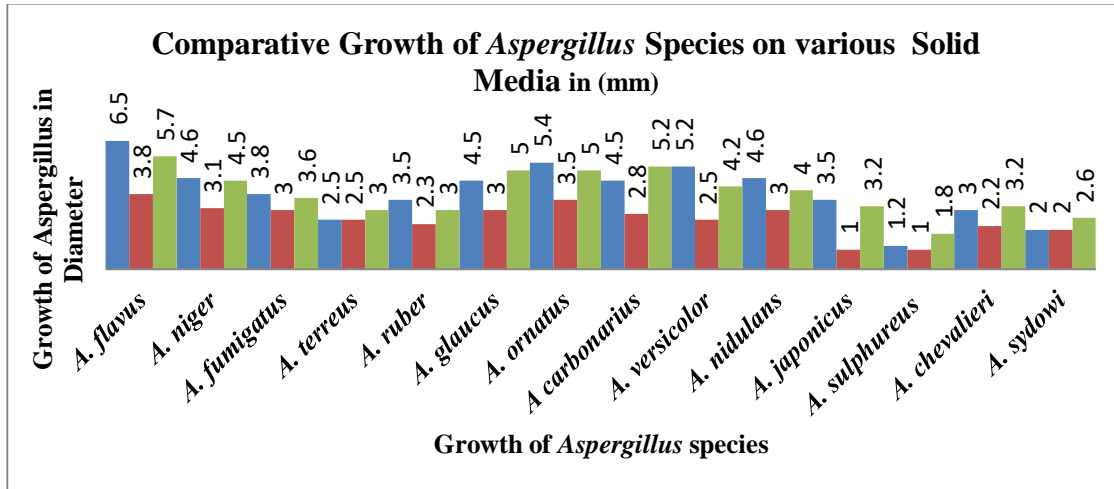 Comparative Growth of Aspergillus Species on various Solid
Media in (mm)
Growth of Aspergillus in
Diameter
6.5
3.8
5.7
4.6
3.1
4.5
3.8
3
3.6
2.5
2.5
3
3.5
2.3
3
4.5
3
5
5.4
3.5
5
4.5
2.8
5.2
5.2
2.5
4.2
4.6
3
4
3.5
1
3.2
1.2
1
1.8
3
2.2
3.2
2
2
2.6
A. flavus
A. niger
A. fumigatus
A. terreus
A. ruber
A. glaucus
A. ornatus
A carbonarius
A. versicolor
A. nidulans
A. japonicus
A. sulphureus
A. chevalieri
A. sydowi
Growth of Aspergillus species